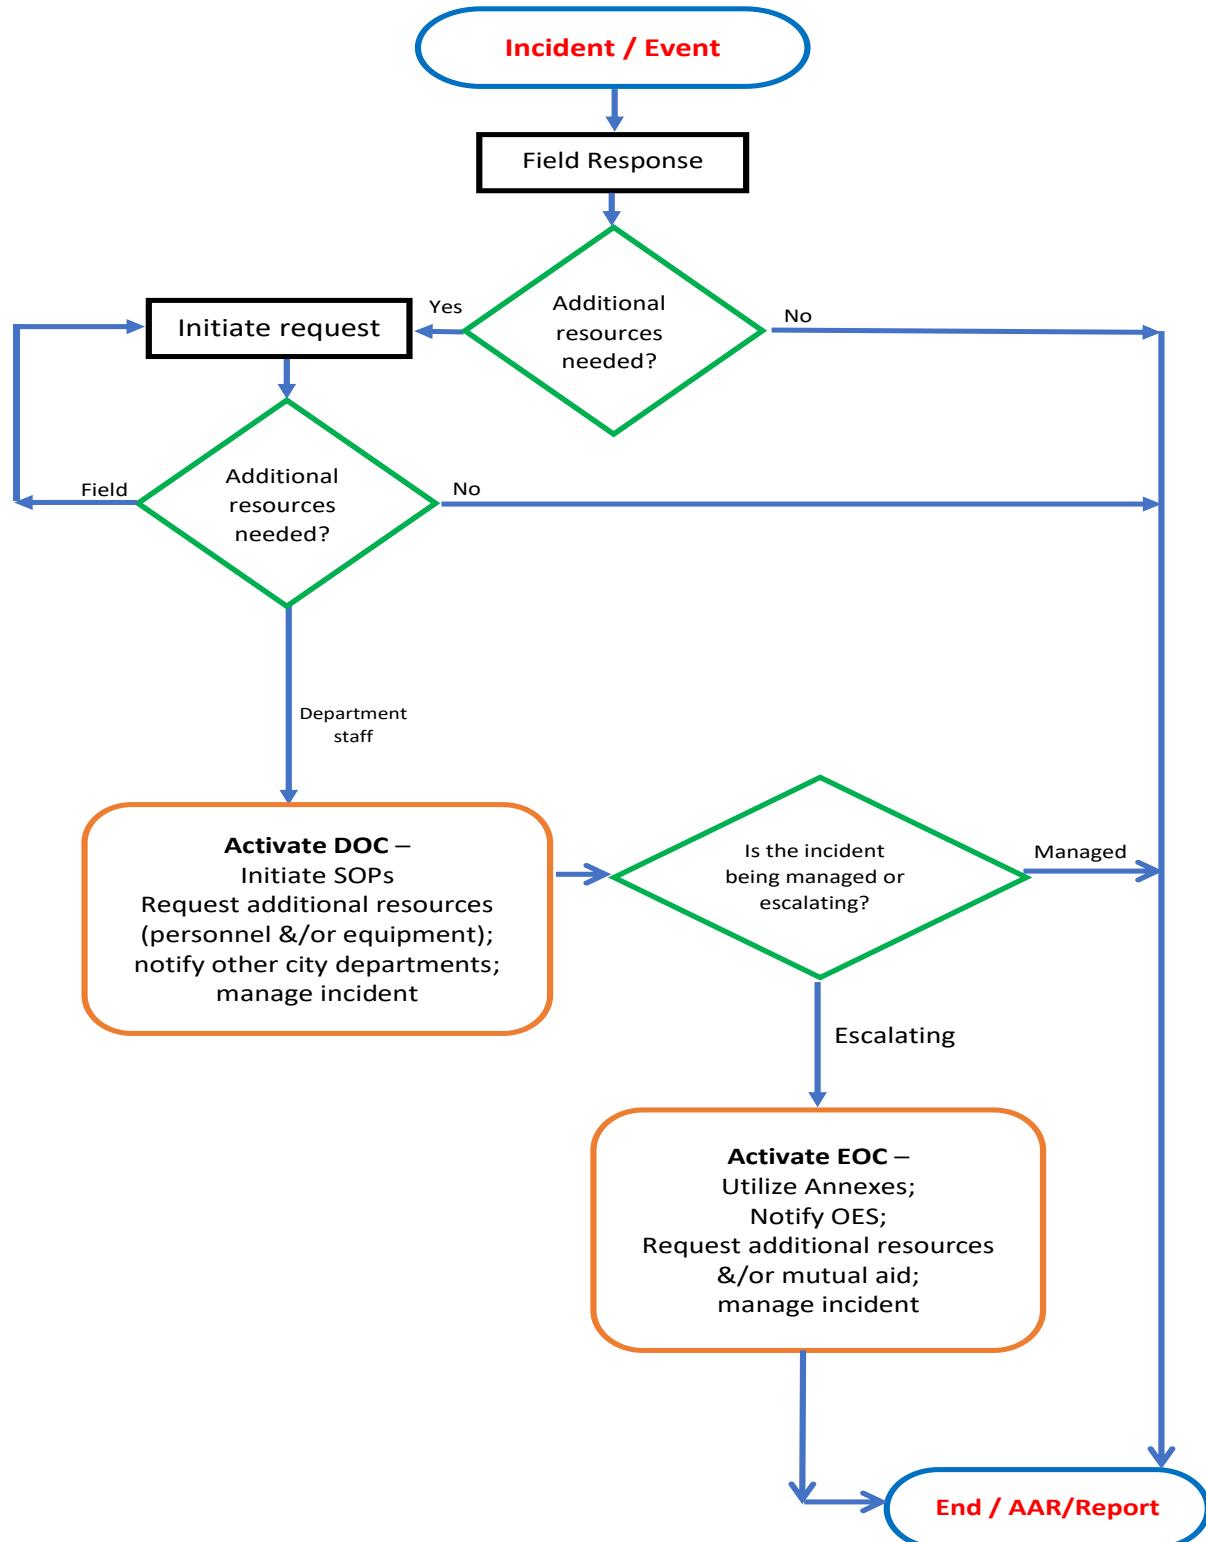 Incident / Event
Field Response
Additional
resources
needed?
Yes
No
Initiate request
Additional
resources
needed?
Field
No
Department
staff
Activate DOC –
Initiate SOPs
Request additional resources
(personnel &/or equipment);
notify other city departments;
manage incident
Is the incident
being managed or
escalating?
Managed
Escalating
Activate EOC –
Utilize Annexes;
Notify OES;
Request additional resources
&/or mutual aid;
manage incident
End / AAR/Report